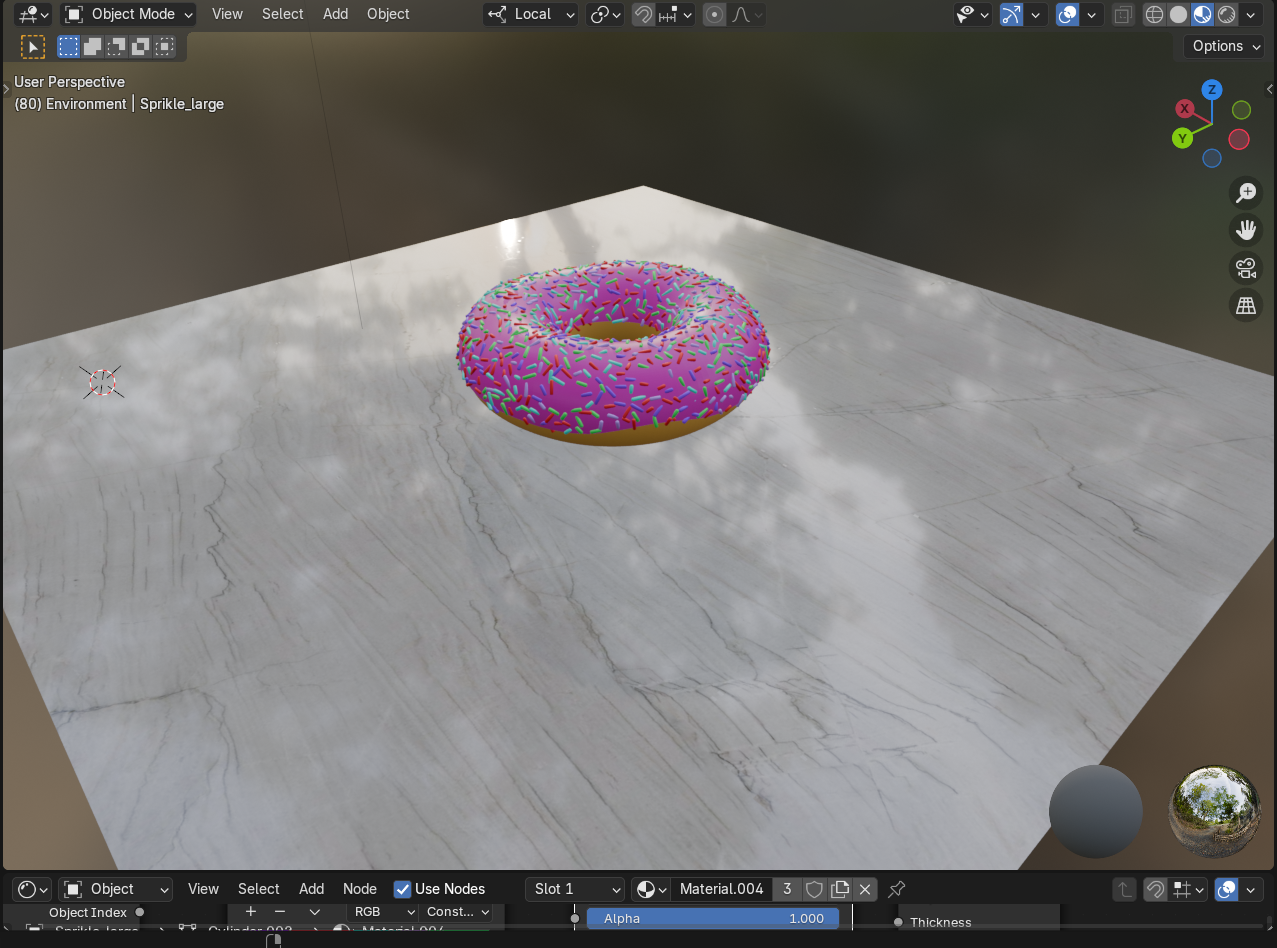 Object Mode View Select Add Object Local
Options
User Perspective
(80) Environment | Sprikle_large
Z
X
Y
Object View Select Add Node Use Nodes Slot 1 Material.004 3
Object Index RGB Const... Alpha 1.000 Thickness
Sprikle_large Cylinder.003 Material.004